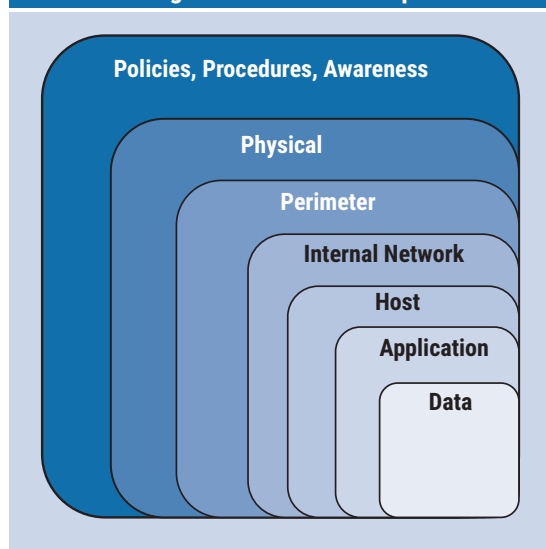 Policies, Procedures, Awareness
Physical
Perimeter
Internal Network
Host
Application
Data